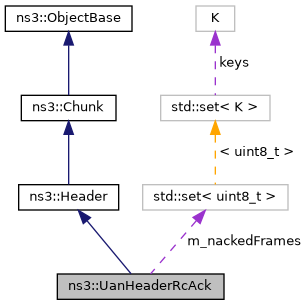 ns3::ObjectBase
K
keys
ns3::Chunk
std::set< K >
< uint8_t >
ns3::Header
std::set< uint8_t >
m_nackedFrames
ns3::UanHeaderRcAck